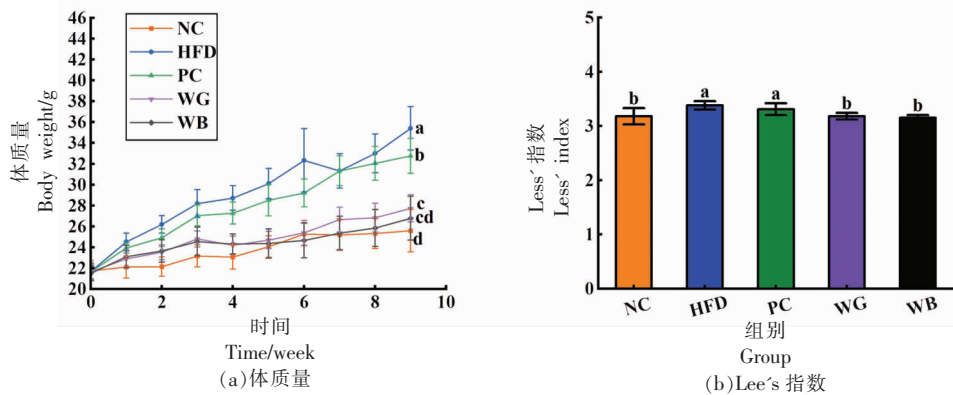 46
44
42
40
38
36
34
32
30
28
26
24
22
20
体质量
Body weight/g
NC
HFD
PC
WG
WB
a
b
c
cd
d
0 2 4 6 8 10
时间
Time/week
(a)体质量
5
4
3
2
1
0
Less´指数
Less´ index
b a a b b
NC HFD PC WG WB
组别
Group
(b)Lee´s 指数